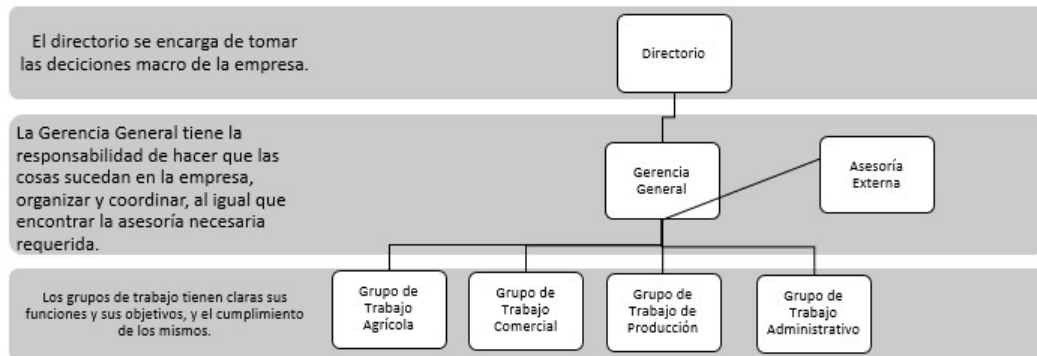 El directorio se encarga de tomar
las deciciones macro de la empresa.
Directorio
La Gerencia General tiene la
responsabilidad de hacer que las
cosas sucedan en la empresa,
organizar y coordinar, al igual que
encontrar la asesoría necesaria
requerida.
Gerencia
General
Asesoría
Externa
Los grupos de trabajo tienen claras sus
funciones y sus objetivos, y el cumplimiento
de los mismos.
Grupo de
Trabajo
Agrícola
Grupo de
Trabajo
Comercial
Grupo de
Trabajo de
Producción
Grupo de
Trabajo
Administrativo